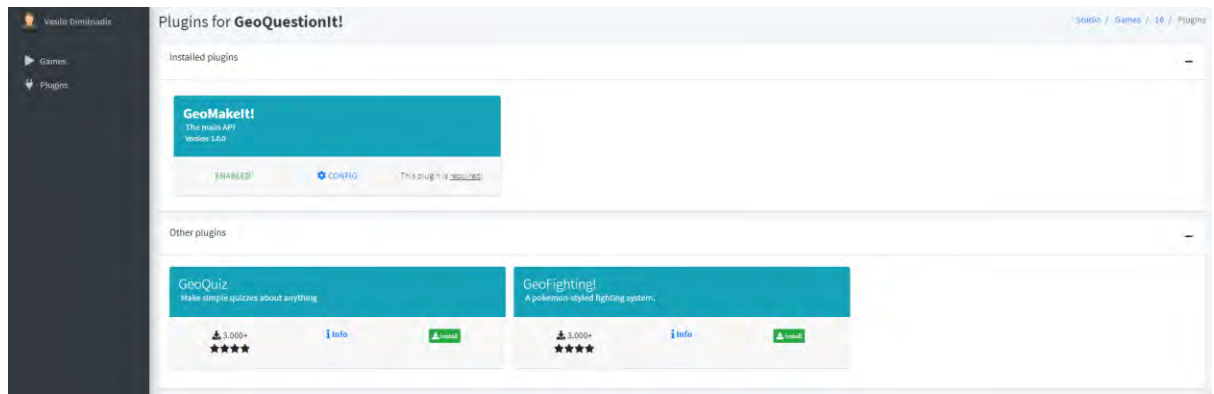 Vasilis Dimitriadis
Plugins for GeoQuestionIt!
Studio / Games / 16 / Plugins
Games
Plugins
Installed plugins
GeoMakeIt!
The main API
Version: 1.0.0
ENABLED
CONFIG
This plugin is required!
Other plugins
GeoQuiz
Make simple quizzes about anything
3.000+
Info
Install
GeoFighting!
A pokemon-styled fighting system.
3.000+
Info
Install